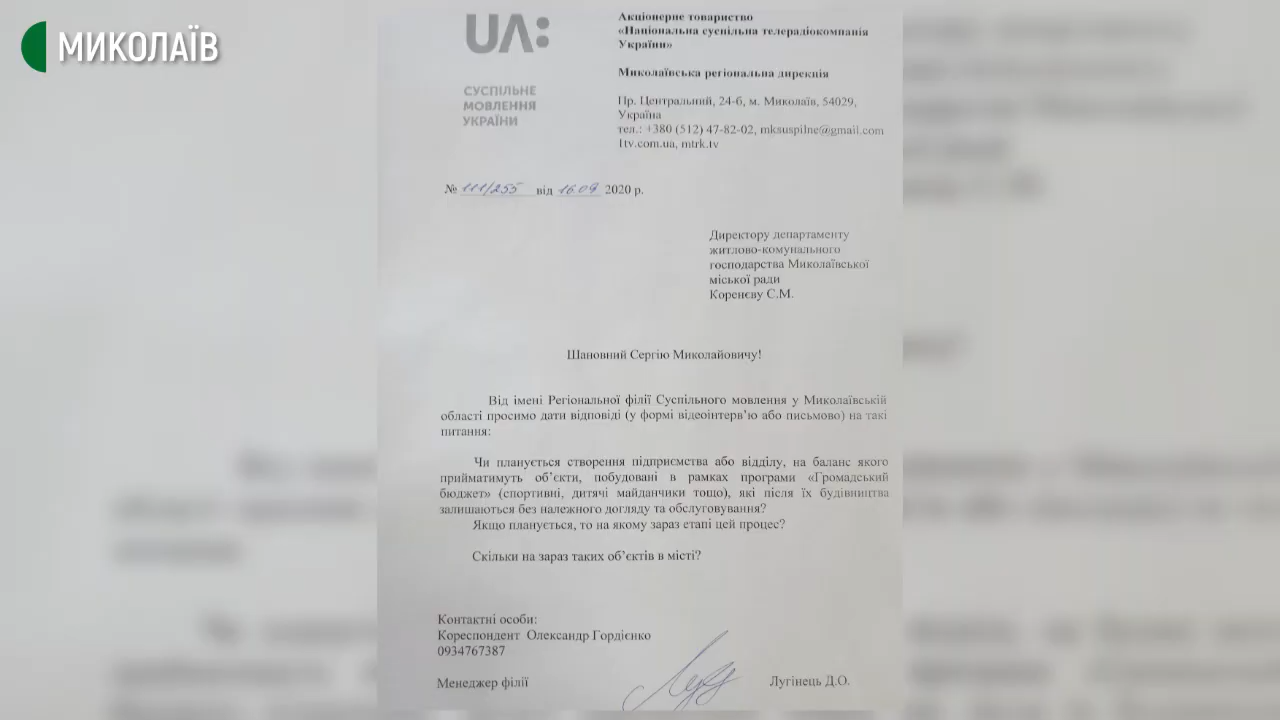 МИКОЛАЇВ
UA:
СУСПІЛЬНЕ
МОВЛЕННЯ
УКРАЇНИ
Акціонерне товариство
«Національна суспільна телерадіокомпанія
України»
Миколаївська регіональна дирекція
Пр. Центральний, 24-б, м. Миколаїв, 54029,
Україна
тел.: +380 (512) 47-82-02, mksuspilne@gmail.com
1tv.com.ua, mtrk.tv
№ 111/255 від 16.09 2020 р.
Директору департаменту
житлово-комунального
господарства Миколаївської
міської ради
Коренєву С.М.
Шановний Сергію Миколайовичу!
Від імені Регіональної філії Суспільного мовлення у Миколаївській
області просимо дати відповіді (у формі відеоінтерв’ю або письмово) на такі
питання:
Чи планується створення підприємства або відділу, на баланс якого
прийматимуть об’єкти, побудовані в рамках програми «Громадський
бюджет» (спортивні, дитячі майданчики тощо), які після їх будівництва
залишаються без належного догляду та обслуговування?
Якщо планується, то на якому зараз етапі цей процес?
Скільки на зараз таких об’єктів в місті?
Контактні особи:
Кореспондент Олександр Гордієнко
0934767387
Менеджер філії
Лугінець Д.О.